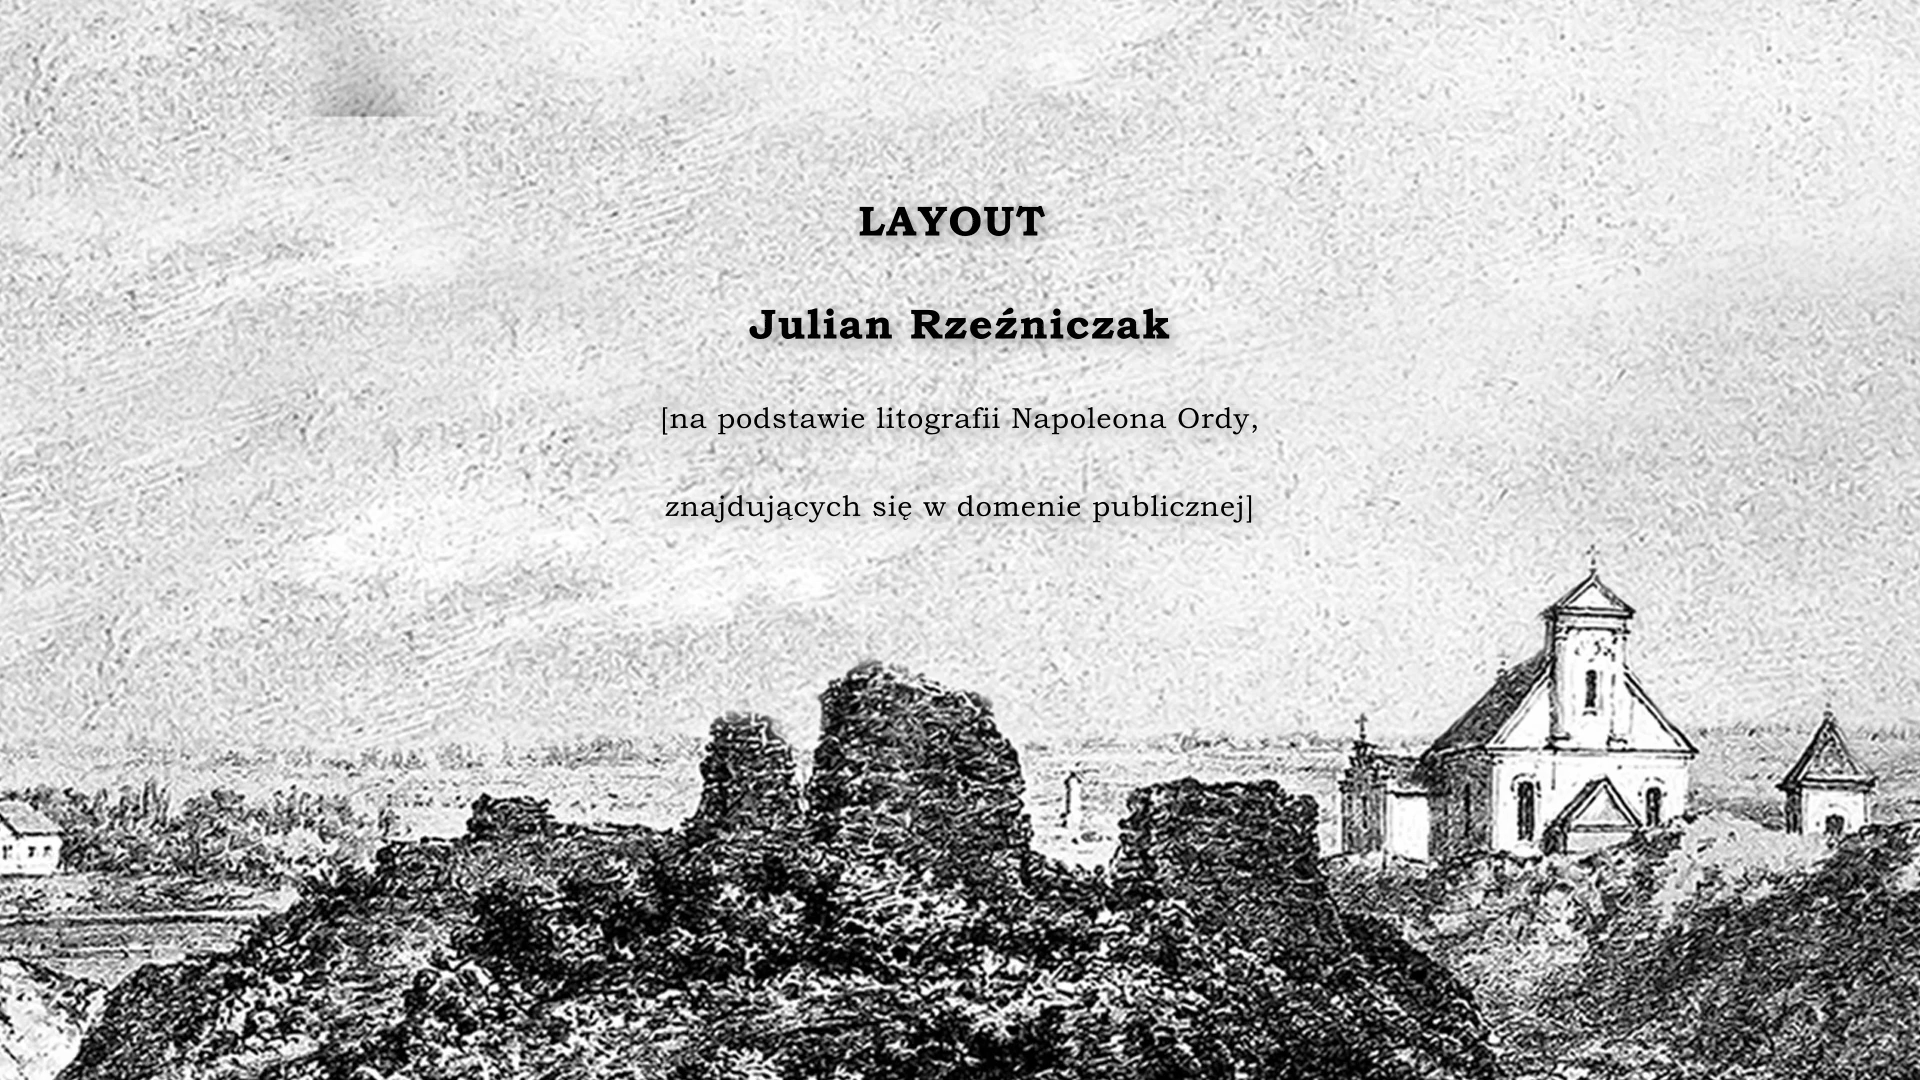 LAYOUT
Julian Rzeźniczak
[na podstawie litografii Napoleona Ordy,
znajdujących się w domenie publicznej]